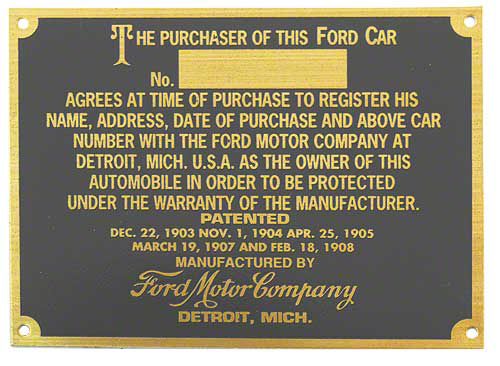 THE PURCHASER OF THIS FORD CAR
No.
AGREES AT TIME OF PURCHASE TO REGISTER HIS
NAME, ADDRESS, DATE OF PURCHASE AND ABOVE CAR
NUMBER WITH THE FORD MOTOR COMPANY AT
DETROIT, MICH. U.S.A. AS THE OWNER OF THIS
AUTOMOBILE IN ORDER TO BE PROTECTED
UNDER THE WARRANTY OF THE MANUFACTURER.
PATENTED
DEC. 22, 1903 NOV. 1, 1904 APR. 25, 1905
MARCH 19, 1907 AND FEB. 18, 1908
MANUFACTURED BY
Ford Motor Company
DETROIT, MICH.